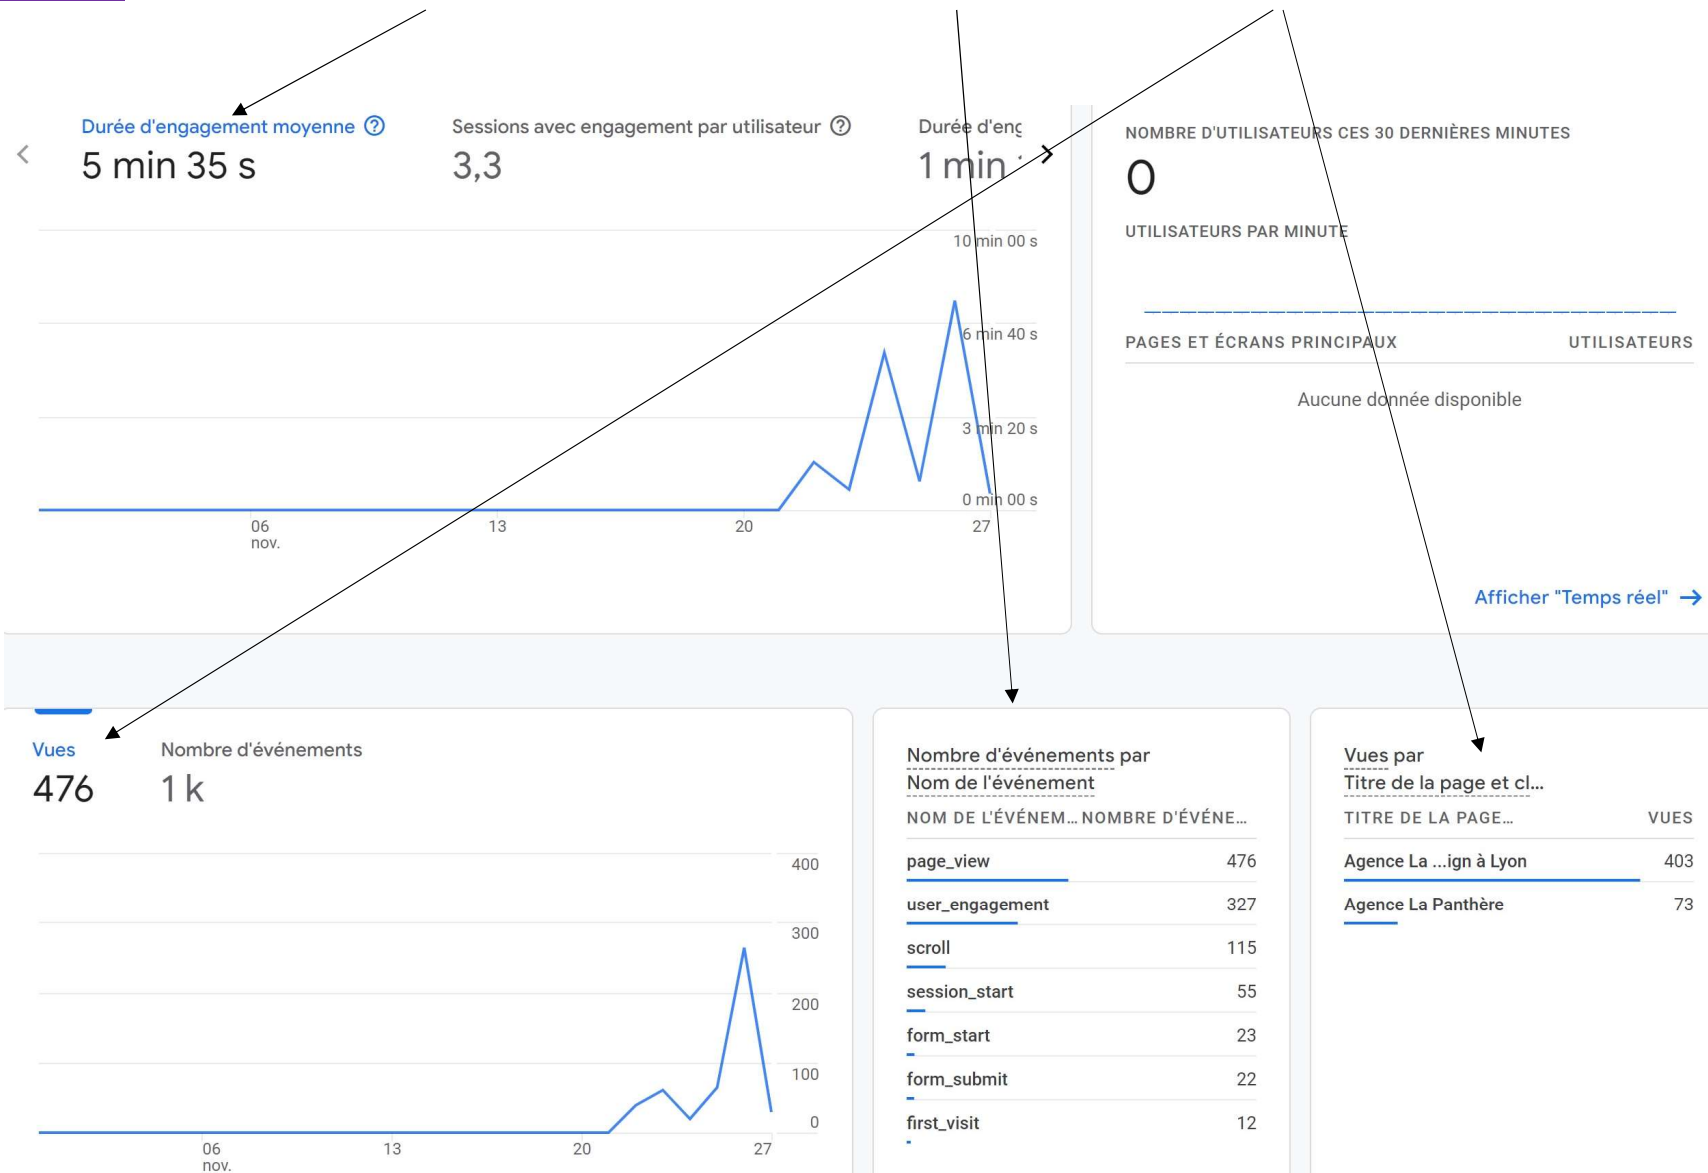 Durée d'engagement moyenne
5 min 35 s
Sessions avec engagement par utilisateur
3,3
Durée d'eng
1 min
10 min 00 s
6 min 40 s
3 min 20 s
0 min 00 s
06
nov.
13
20
27
NOMBRE D'UTILISATEURS CES 30 DERNIÈRES MINUTES
0
UTILISATEURS PAR MINUTE
PAGES ET ÉCRANS PRINCIPAUX UTILISATEURS
Aucune donnée disponible
Afficher "Temps réel"
Vues
476
Nombre d'événements
1 k
400
300
200
100
0
06
nov.
13
20
27
Nombre d'événements par
Nom de l'événement
NOM DE L'ÉVÉNEM… NOMBRE D'ÉVÉNE…
page_view 476
user_engagement 327
scroll 115
session_start 55
form_start 23
form_submit 22
first_visit 12
Vues par
Titre de la page et cl…
TITRE DE LA PAGE… VUES
Agence La …ign à Lyon 403
Agence La Panthère 73